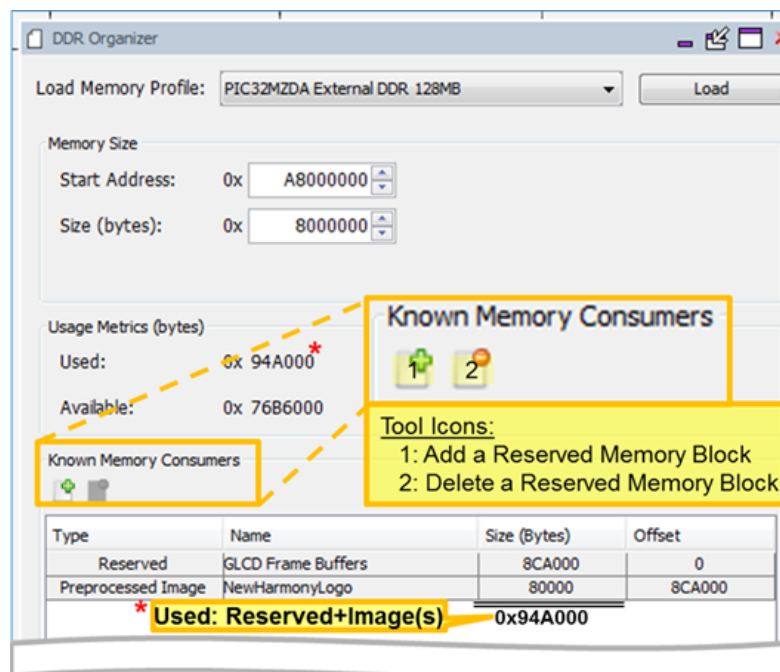 DDR Organizer
Load Memory Profile: PIC32MZDA External DDR 128MB Load
Memory Size
Start Address: 0x A8000000
Size (bytes): 0x 8000000
Usage Metrics (bytes)
Used: 0x 94A000 *
Available: 0x 76B6000
Known Memory Consumers
1 2
Tool Icons:
1: Add a Reserved Memory Block
2: Delete a Reserved Memory Block
Known Memory Consumers
Type Name Size (Bytes) Offset
Reserved GLCD Frame Buffers 8CA000 0
Preprocessed Image NewHarmonyLogo 80000 8CA000
* Used: Reserved+Image(s) 0x94A000